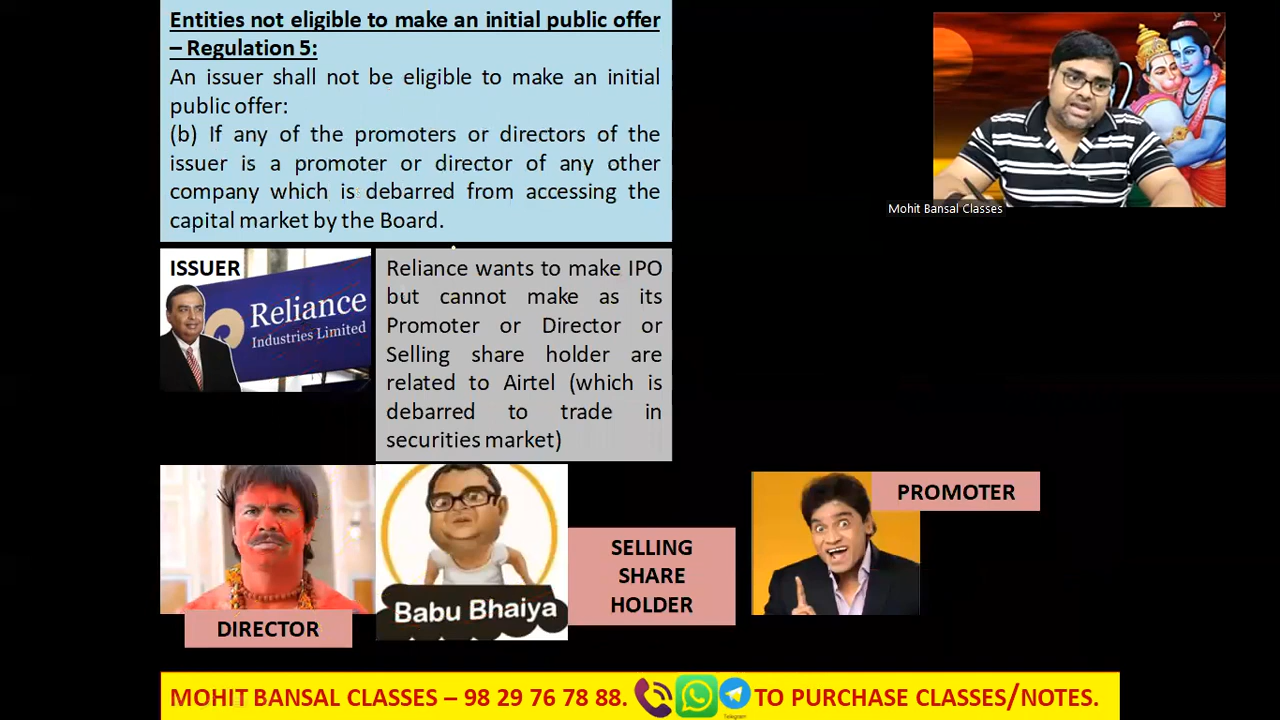 Entities not eligible to make an initial public offer
– Regulation 5:
An issuer shall not be eligible to make an initial
public offer:
(b) If any of the promoters or directors of the
issuer is a promoter or director of any other
company which is debarred from accessing the
capital market by the Board.
Mohit Bansal Classes
ISSUER
Reliance
Industries Limited
Reliance wants to make IPO
but cannot make as its
Promoter or Director or
Selling share holder are
related to Airtel (which is
debarred to trade in
securities market)
DIRECTOR
Babu Bhaiya
SELLING
SHARE
HOLDER
PROMOTER
MOHIT BANSAL CLASSES – 98 29 76 78 88. TO PURCHASE CLASSES/NOTES.
Telegram